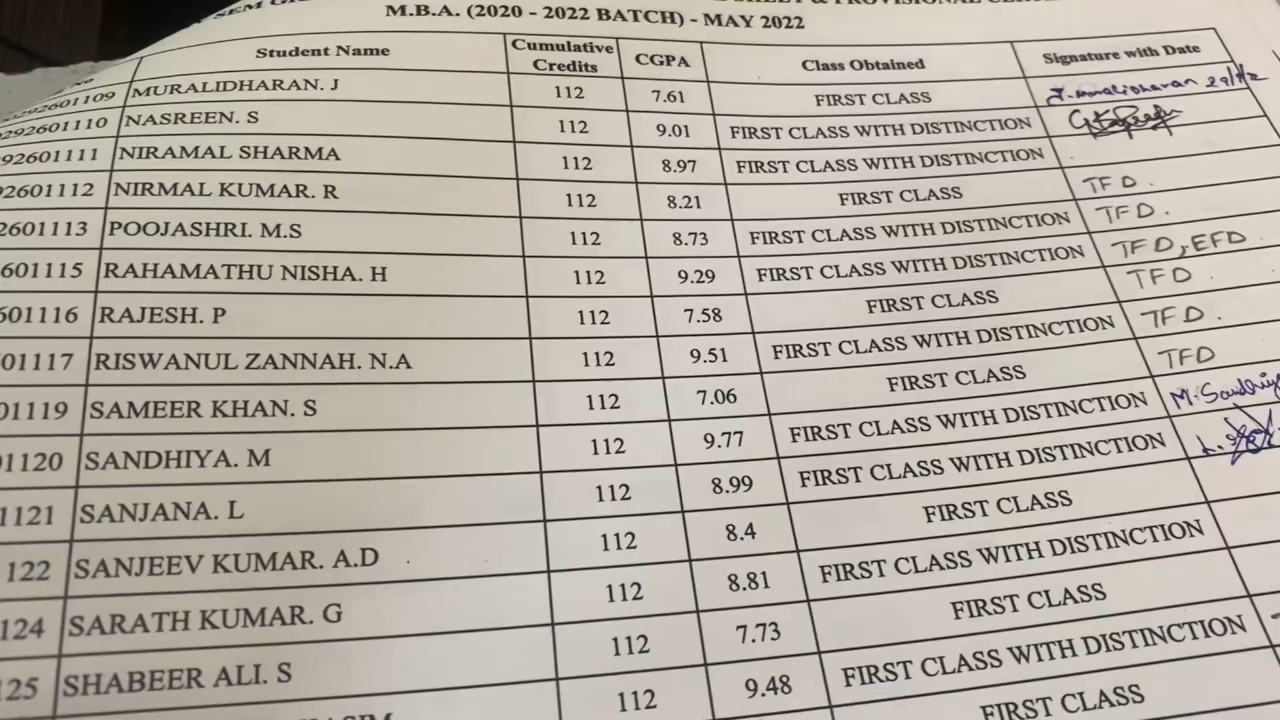 M.B.A. (2020 - 2022 BATCH) - MAY 2022
Student Name Cumulative Credits CGPA Class Obtained Signature with Date
92601109 MURALIDHARAN. J 112 7.61 FIRST CLASS J. Muralidharan
292601110 NASREEN. S 112 9.01 FIRST CLASS WITH DISTINCTION
92601111 NIRAMAL SHARMA 112 8.97 FIRST CLASS WITH DISTINCTION
2601112 NIRMAL KUMAR. R 112 8.21 FIRST CLASS TFD.
2601113 POOJASHRI. M.S 112 8.73 FIRST CLASS WITH DISTINCTION TFD.
601115 RAHAMATHU NISHA. H 112 9.29 FIRST CLASS WITH DISTINCTION TFD, EFD.
601116 RAJESH. P 112 7.58 FIRST CLASS TFD.
01117 RISWANUL ZANNAH. N.A 112 9.51 FIRST CLASS WITH DISTINCTION TFD.
01119 SAMEER KHAN. S 112 7.06 FIRST CLASS TFD
1120 SANDHIYA. M 112 9.77 FIRST CLASS WITH DISTINCTION M. Sandhiya
1121 SANJANA. L 112 8.99 FIRST CLASS WITH DISTINCTION
122 SANJEEV KUMAR. A.D 112 8.4 FIRST CLASS
124 SARATH KUMAR. G 112 8.81 FIRST CLASS WITH DISTINCTION
125 SHABEER ALI. S 112 7.73 FIRST CLASS
112 9.48 FIRST CLASS WITH DISTINCTION
FIRST CLASS